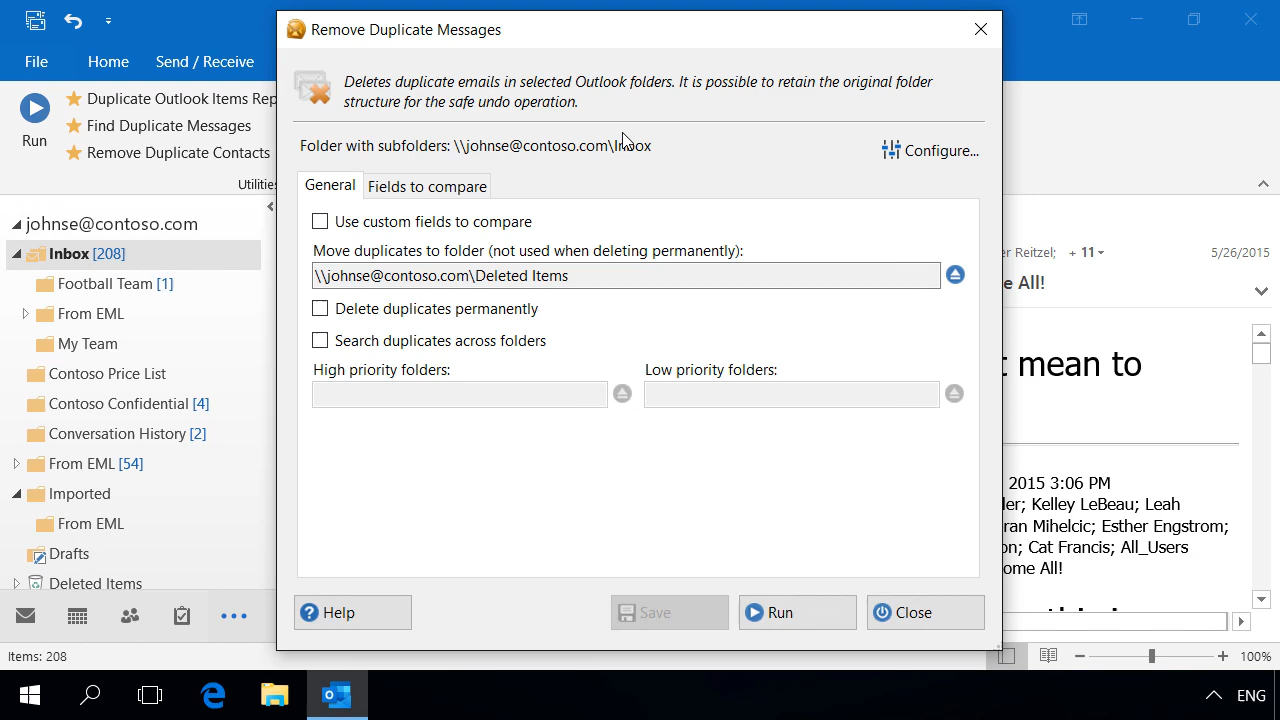 Remove Duplicate Messages
File
Home
Send / Receive
Deletes duplicate emails in selected Outlook folders. It is possible to retain the original folder
structure for the safe undo operation.
Run
Duplicate Outlook Items Rep
Find Duplicate Messages
Remove Duplicate Contacts
Utilities
Folder with subfolders: \\johnse@contoso.com\Inbox
Configure...
General
Fields to compare
Use custom fields to compare
Move duplicates to folder (not used when deleting permanently):
\\johnse@contoso.com\Deleted Items
Delete duplicates permanently
Search duplicates across folders
High priority folders:
Low priority folders:
Help
Save
Run
Close
johnse@contoso.com
Inbox [208]
Football Team [1]
From EML
My Team
Contoso Price List
Contoso Confidential [4]
Conversation History [2]
From EML [54]
Imported
From EML
Drafts
Deleted Items
er Reitzel; + 11
5/26/2015
e All!
t mean to
2015 3:06 PM
ler; Kelley LeBeau; Leah
ran Mihelcic; Esther Engstrom;
on; Cat Francis; All_Users
ome All!
Items: 208
100%
ENG